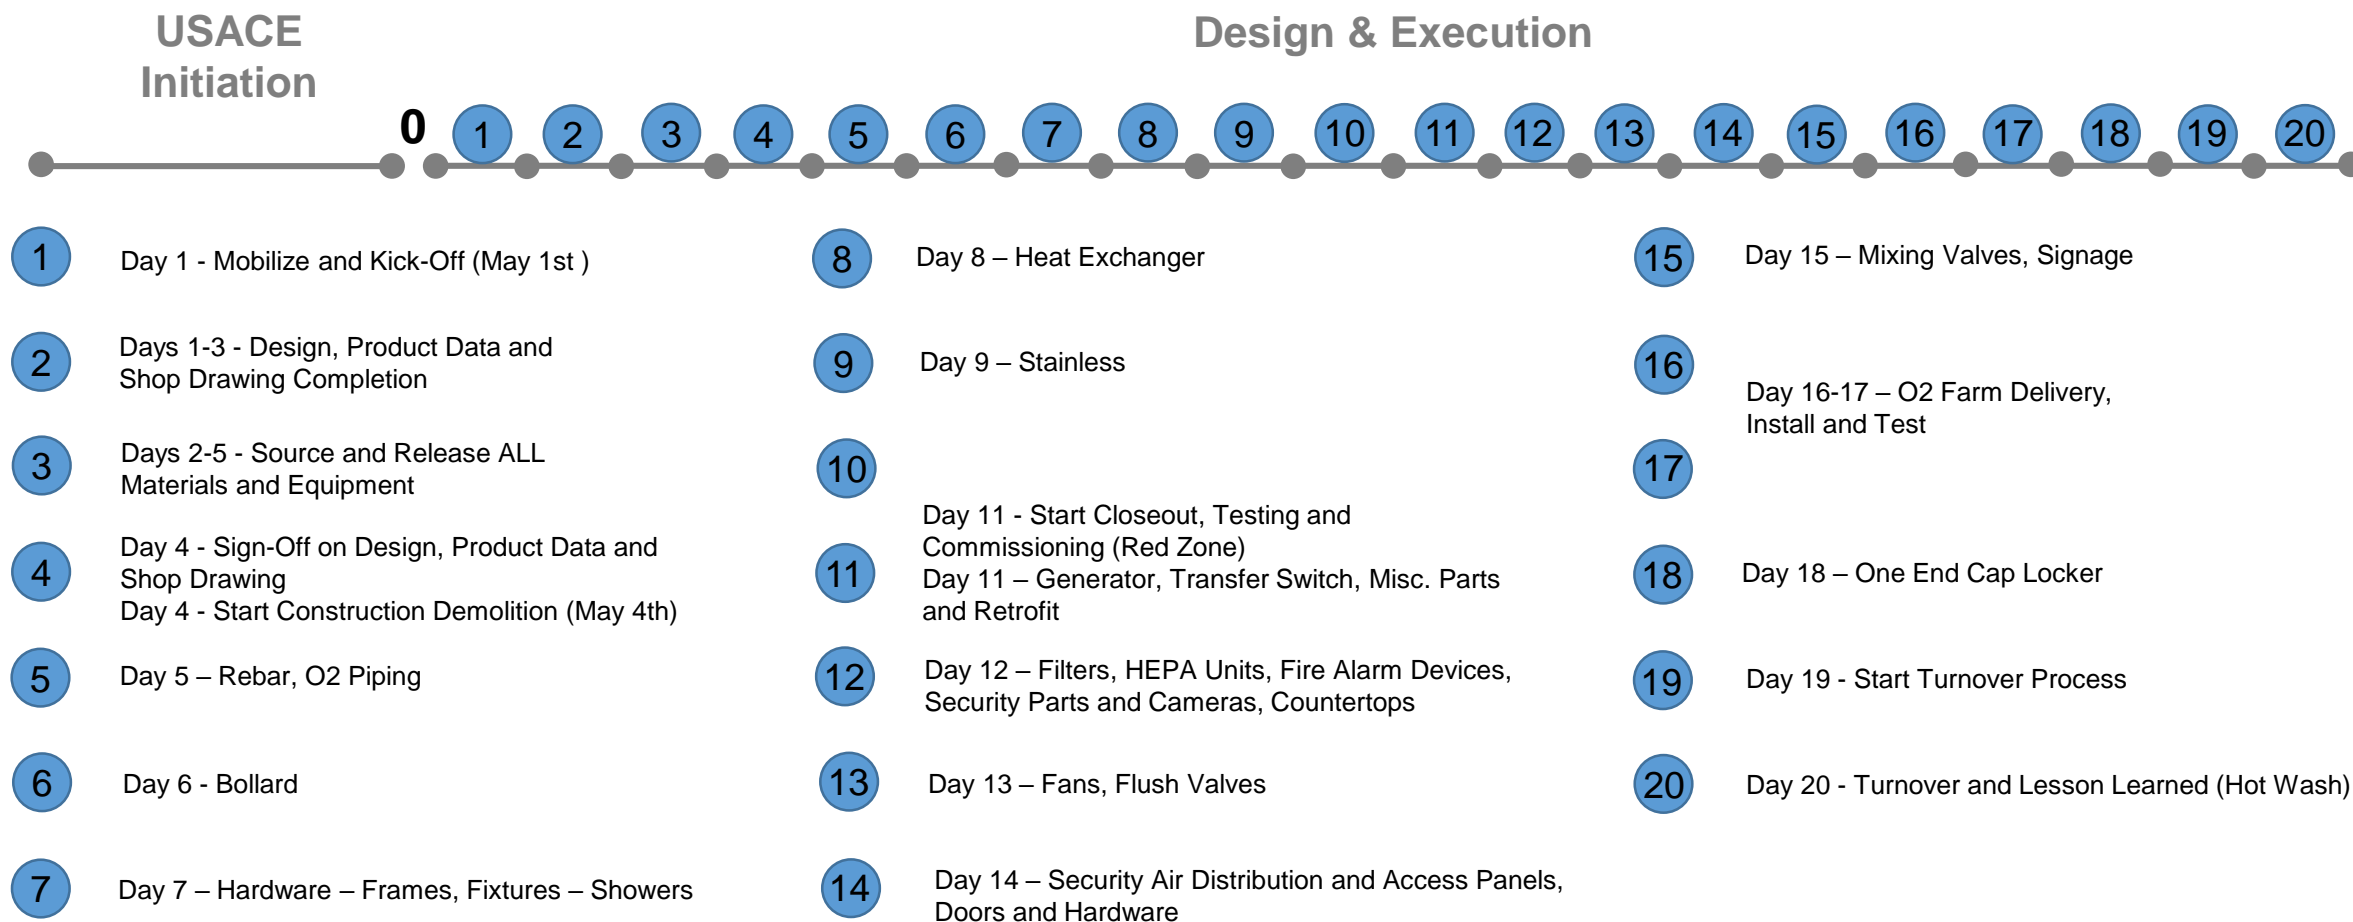 USACE
Initiation
Design & Execution
0
1 2 3 4 5 6 7 8 9 10 11 12 13 14 15 16 17 18 19 20
1
Day 1 - Mobilize and Kick-Off (May 1st )
2
Days 1-3 - Design, Product Data and
Shop Drawing Completion
3
Days 2-5 - Source and Release ALL
Materials and Equipment
4
Day 4 - Sign-Off on Design, Product Data and
Shop Drawing
Day 4 - Start Construction Demolition (May 4th)
5
Day 5 – Rebar, O2 Piping
6
Day 6 - Bollard
7
Day 7 – Hardware – Frames, Fixtures – Showers
8
Day 8 – Heat Exchanger
9
Day 9 – Stainless
10
11
Day 11 - Start Closeout, Testing and
Commissioning (Red Zone)
Day 11 – Generator, Transfer Switch, Misc. Parts
and Retrofit
12
Day 12 – Filters, HEPA Units, Fire Alarm Devices,
Security Parts and Cameras, Countertops
13
Day 13 – Fans, Flush Valves
14
Day 14 – Security Air Distribution and Access Panels,
Doors and Hardware
15
Day 15 – Mixing Valves, Signage
16
Day 16-17 – O2 Farm Delivery,
Install and Test
17
18
Day 18 – One End Cap Locker
19
Day 19 - Start Turnover Process
20
Day 20 - Turnover and Lesson Learned (Hot Wash)